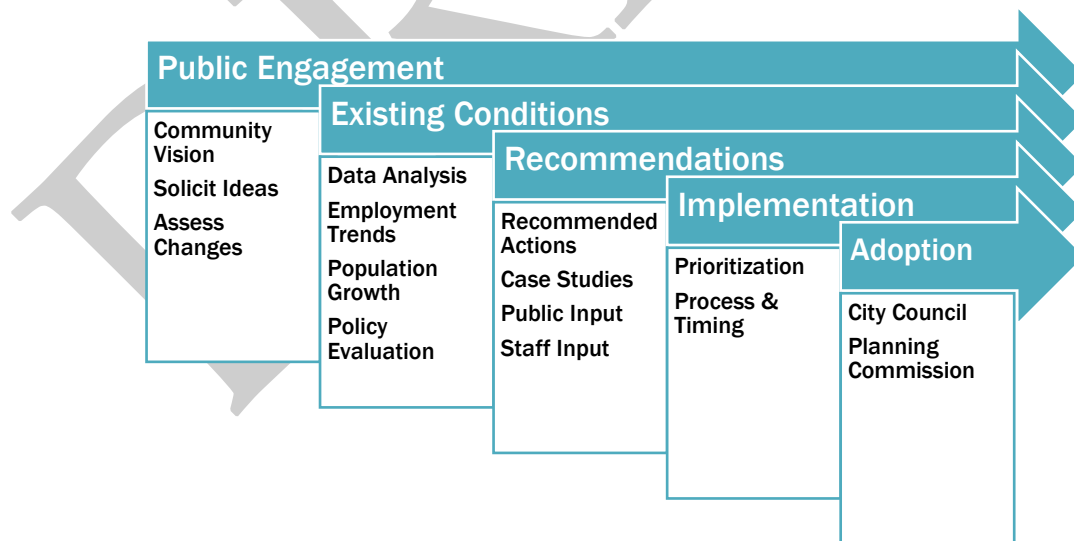 Public Engagement
Community
Vision
Solicit Ideas
Assess
Changes
Existing Conditions
Data Analysis
Employment
Trends
Population
Growth
Policy
Evaluation
Recommendations
Recommended
Actions
Case Studies
Public Input
Staff Input
Implementation
Prioritization
Process &
Timing
Adoption
City Council
Planning
Commission